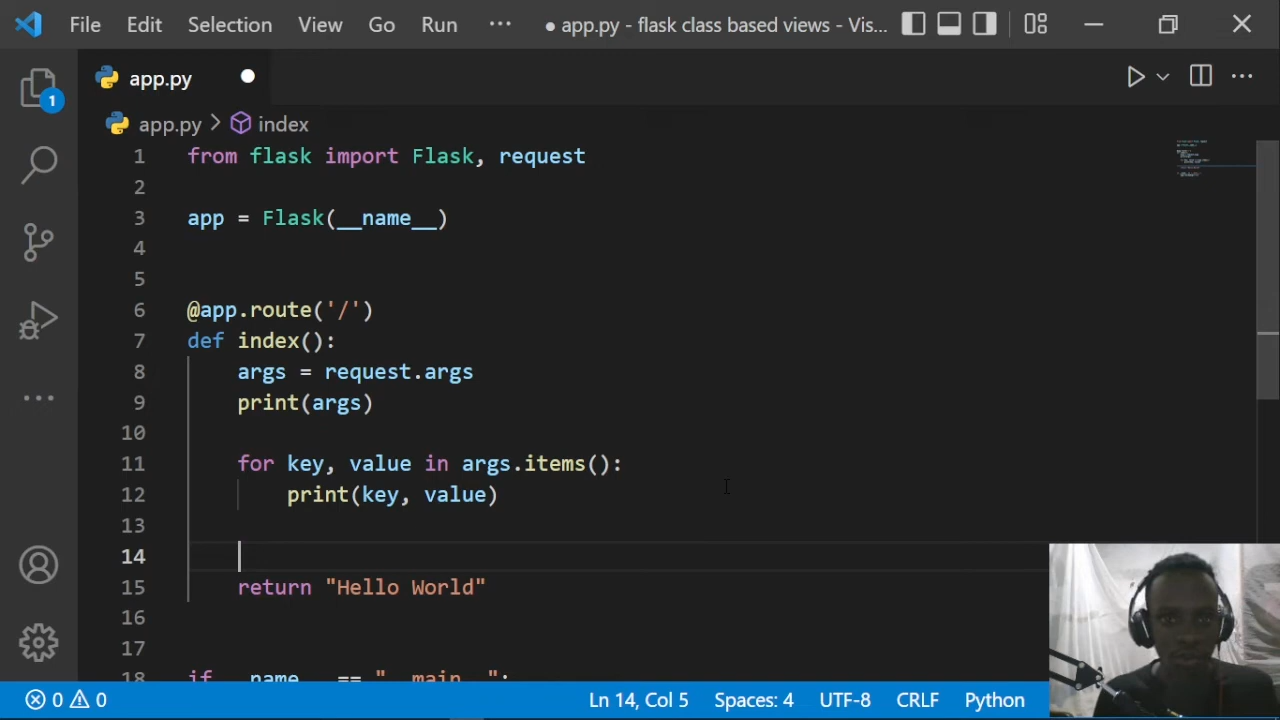 File Edit Selection View Go Run ··· ● app.py - flask class based views - Vis...
app.py
1
app.py > index
1 from flask import Flask, request
2
3 app = Flask(__name__)
4
5
6 @app.route('/')
7 def index():
8 args = request.args
9 print(args)
10
11 for key, value in args.items():
12 print(key, value)
13
14
15 return "Hello World"
16
17
18 if __name__ == "__main__":
0 0 Ln 14, Col 5 Spaces: 4 UTF-8 CRLF Python